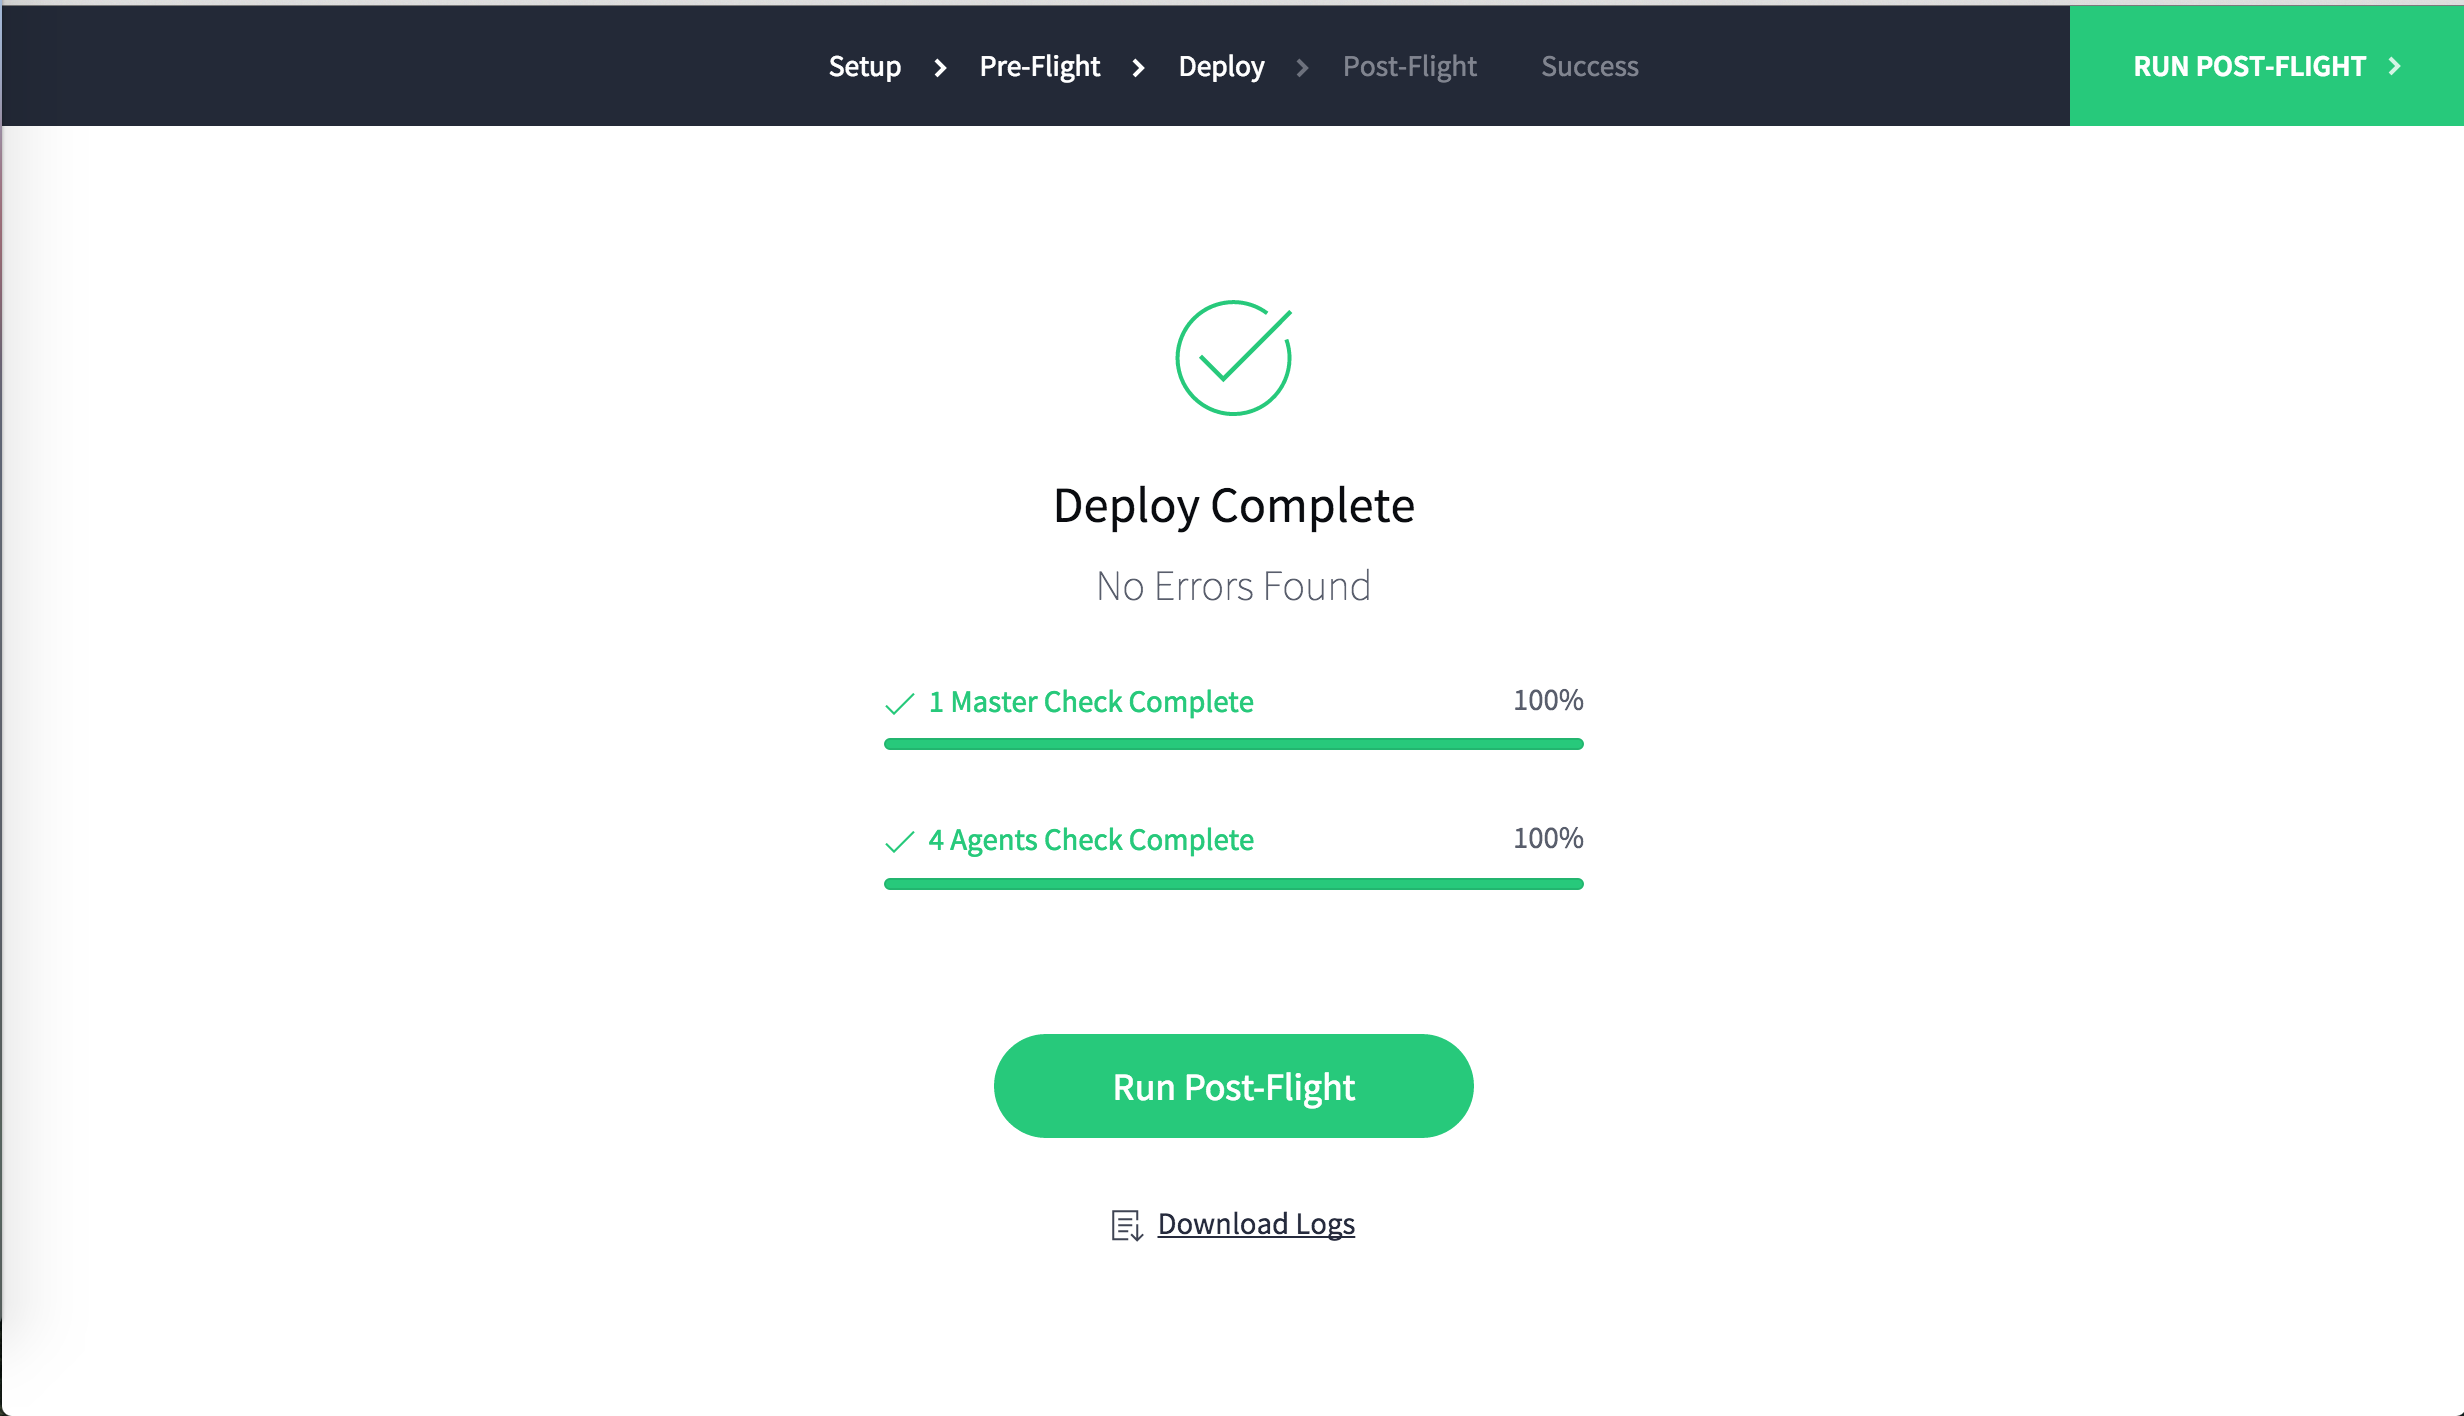 Setup > Pre-Flight > Deploy > Post-Flight Success
RUN POST-FLIGHT >
Deploy Complete
No Errors Found
1 Master Check Complete 100%
4 Agents Check Complete 100%
Run Post-Flight
Download Logs